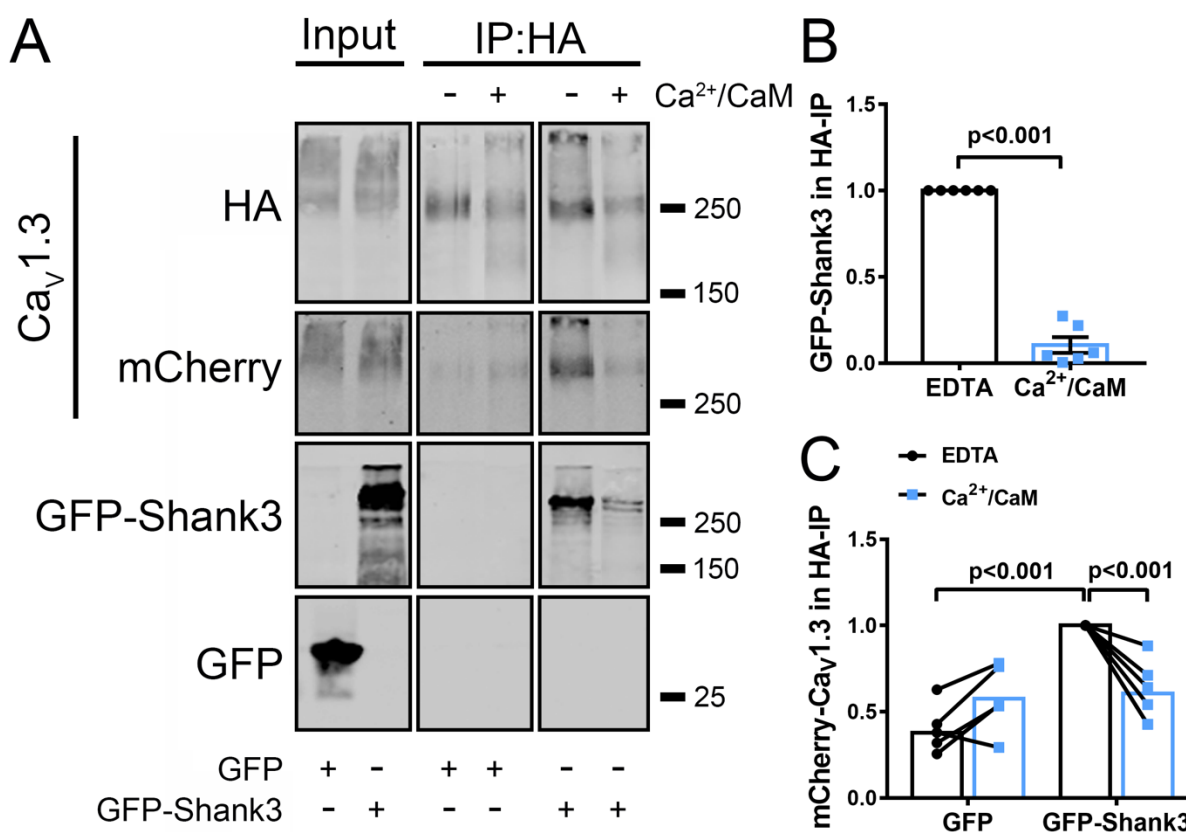 A
Input IP:HA
- + - + Ca²⁺/CaM
Caᵥ1.3
HA
250
150
mCherry
250
GFP-Shank3
250
150
GFP
25
GFP + - + + - -
GFP-Shank3 - + - - + +
B
GFP-Shank3 in HA-IP
1.5
p<0.001
1.0
0.5
0.0
EDTA Ca²⁺/CaM
C
EDTA
Ca²⁺/CaM
mCherry-Caᵥ1.3 in HA-IP
1.5
p<0.001 p<0.001
1.0
0.5
0.0
GFP GFP-Shank3